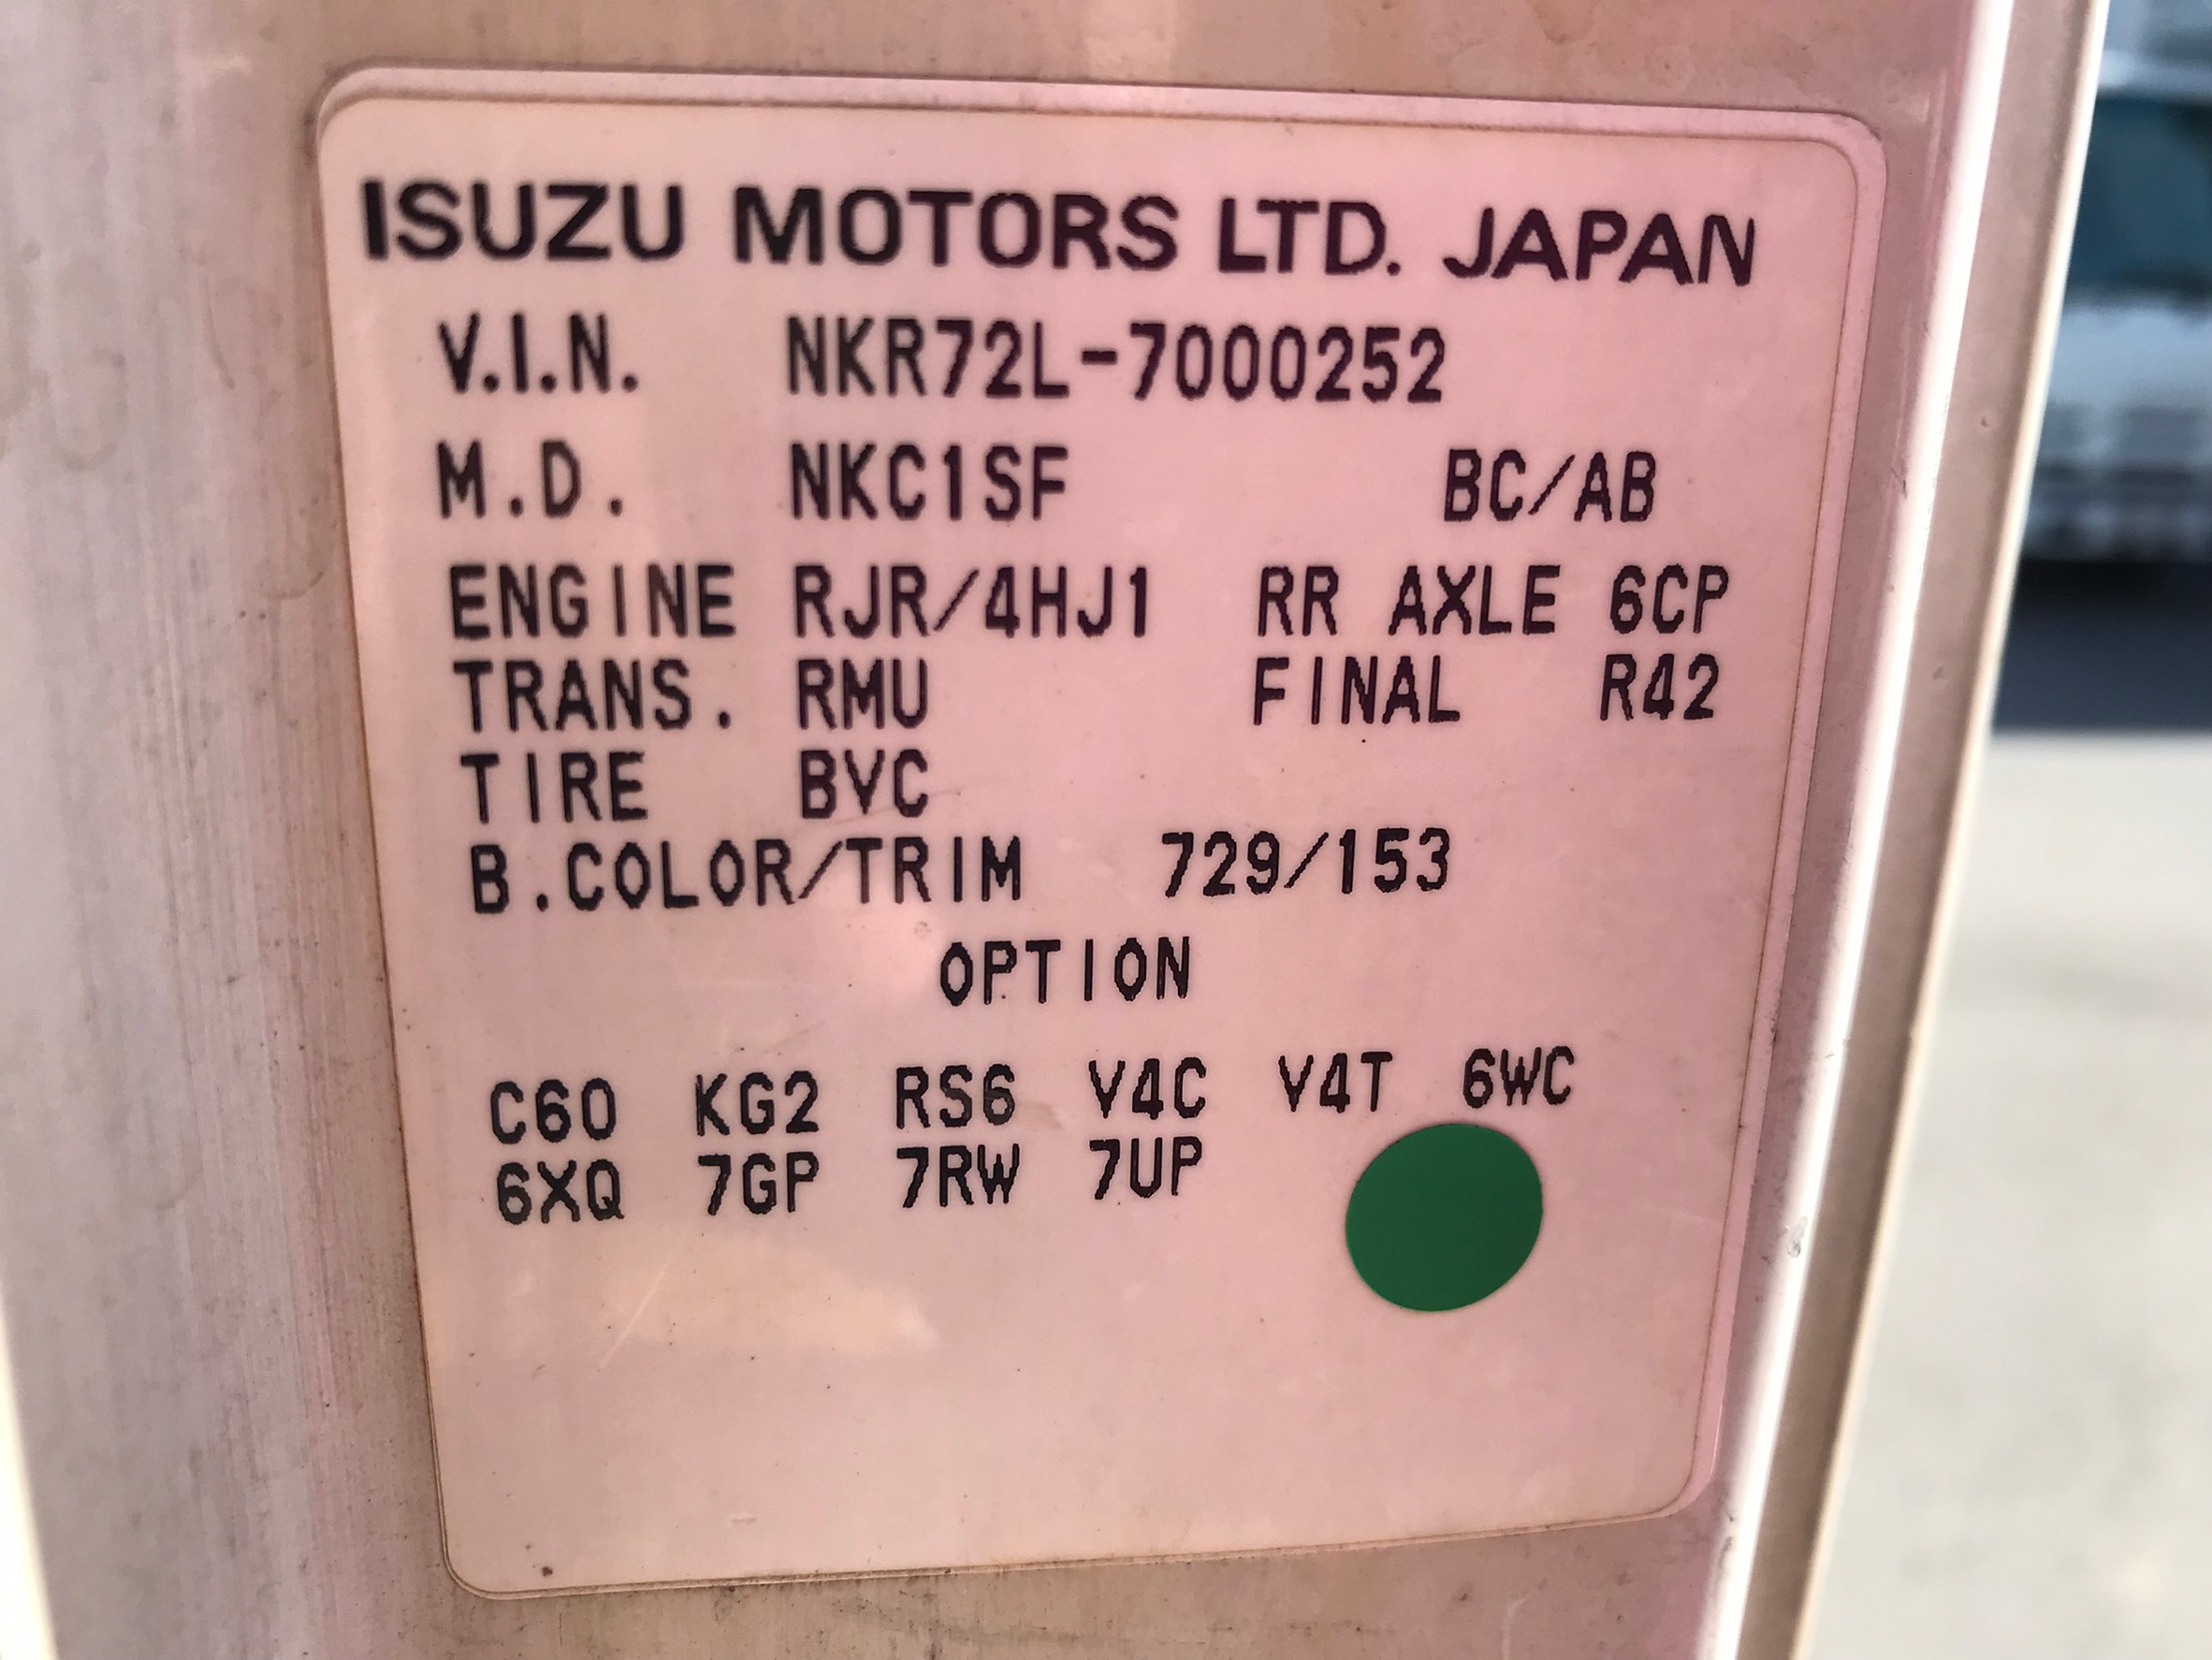 ISUZU MOTORS LTD. JAPAN
V.I.N. NKR72L-7000252
M.D. NKC1SF BC/AB
ENGINE RJR/4HJ1 RR AXLE 6CP
TRANS. RMU FINAL R42
TIRE BVC
B.COLOR/TRIM 729/153
OPTION
C60 KG2 RS6 V4C V4T 6WC
6XQ 7GP 7RW 7UP